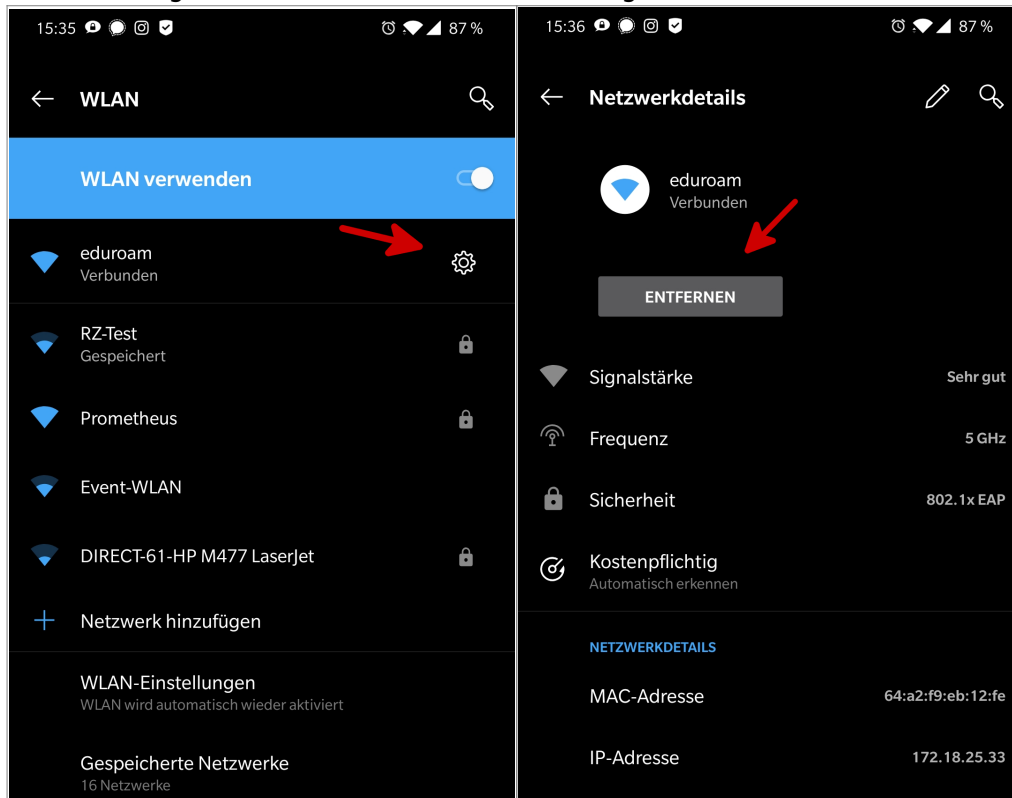 15:35
87 %
WLAN
WLAN verwenden
eduroam
Verbunden
RZ-Test
Gespeichert
Prometheus
Event-WLAN
DIRECT-61-HP M477 LaserJet
Netzwerk hinzufügen
WLAN-Einstellungen
WLAN wird automatisch wieder aktiviert
Gespeicherte Netzwerke
16 Netzwerke
15:36
87 %
Netzwerkdetails
eduroam
Verbunden
ENTFERNEN
Signalstärke
Sehr gut
Frequenz
5 GHz
Sicherheit
802.1x EAP
Kostenpflichtig
Automatisch erkennen
NETZWERKDETAILS
MAC-Adresse
64:a2:f9:eb:12:fe
IP-Adresse
172.18.25.33